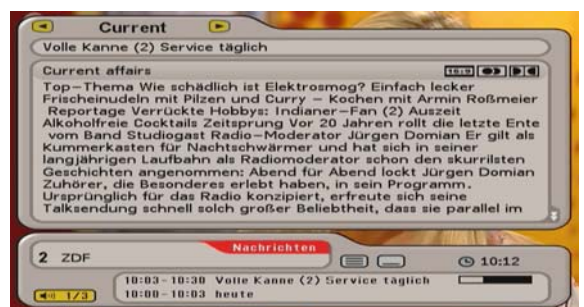 Current
Volle Kanne (2) Service täglich
Current affairs
16:9
Top-Thema Wie schädlich ist Elektrosmog? Einfach lecker
Frischeinudeln mit Pilzen und Curry - Kochen mit Armin Roßmeier
Reportage Verrückte Hobbys: Indianer-Fan (2) Auszeit
Alkoholfreie Cocktails Zeitsprung Vor 20 Jahren rollt die letzte Ente
vom Band Studiogast Radio-Moderator Jürgen Domian Er gilt als
Kummerkasten für Nachtschwärmer und hat sich in seiner
langjährigen Laufbahn als Radiomoderator schon den skurrilsten
Geschichten angenommen: Abend für Abend lockt Jürgen Domian
Zuhörer, die Besonderes erlebt haben, in sein Programm.
Ursprünglich für das Radio konzipiert, erfreute sich seine
Talksendung schnell solch großer Beliebtheit, dass sie parallel im
Nachrichten
2 ZDF
10:12
10:03-10:30 Volle Kanne (2) Service täglich
1/3
10:00-10:03 heute